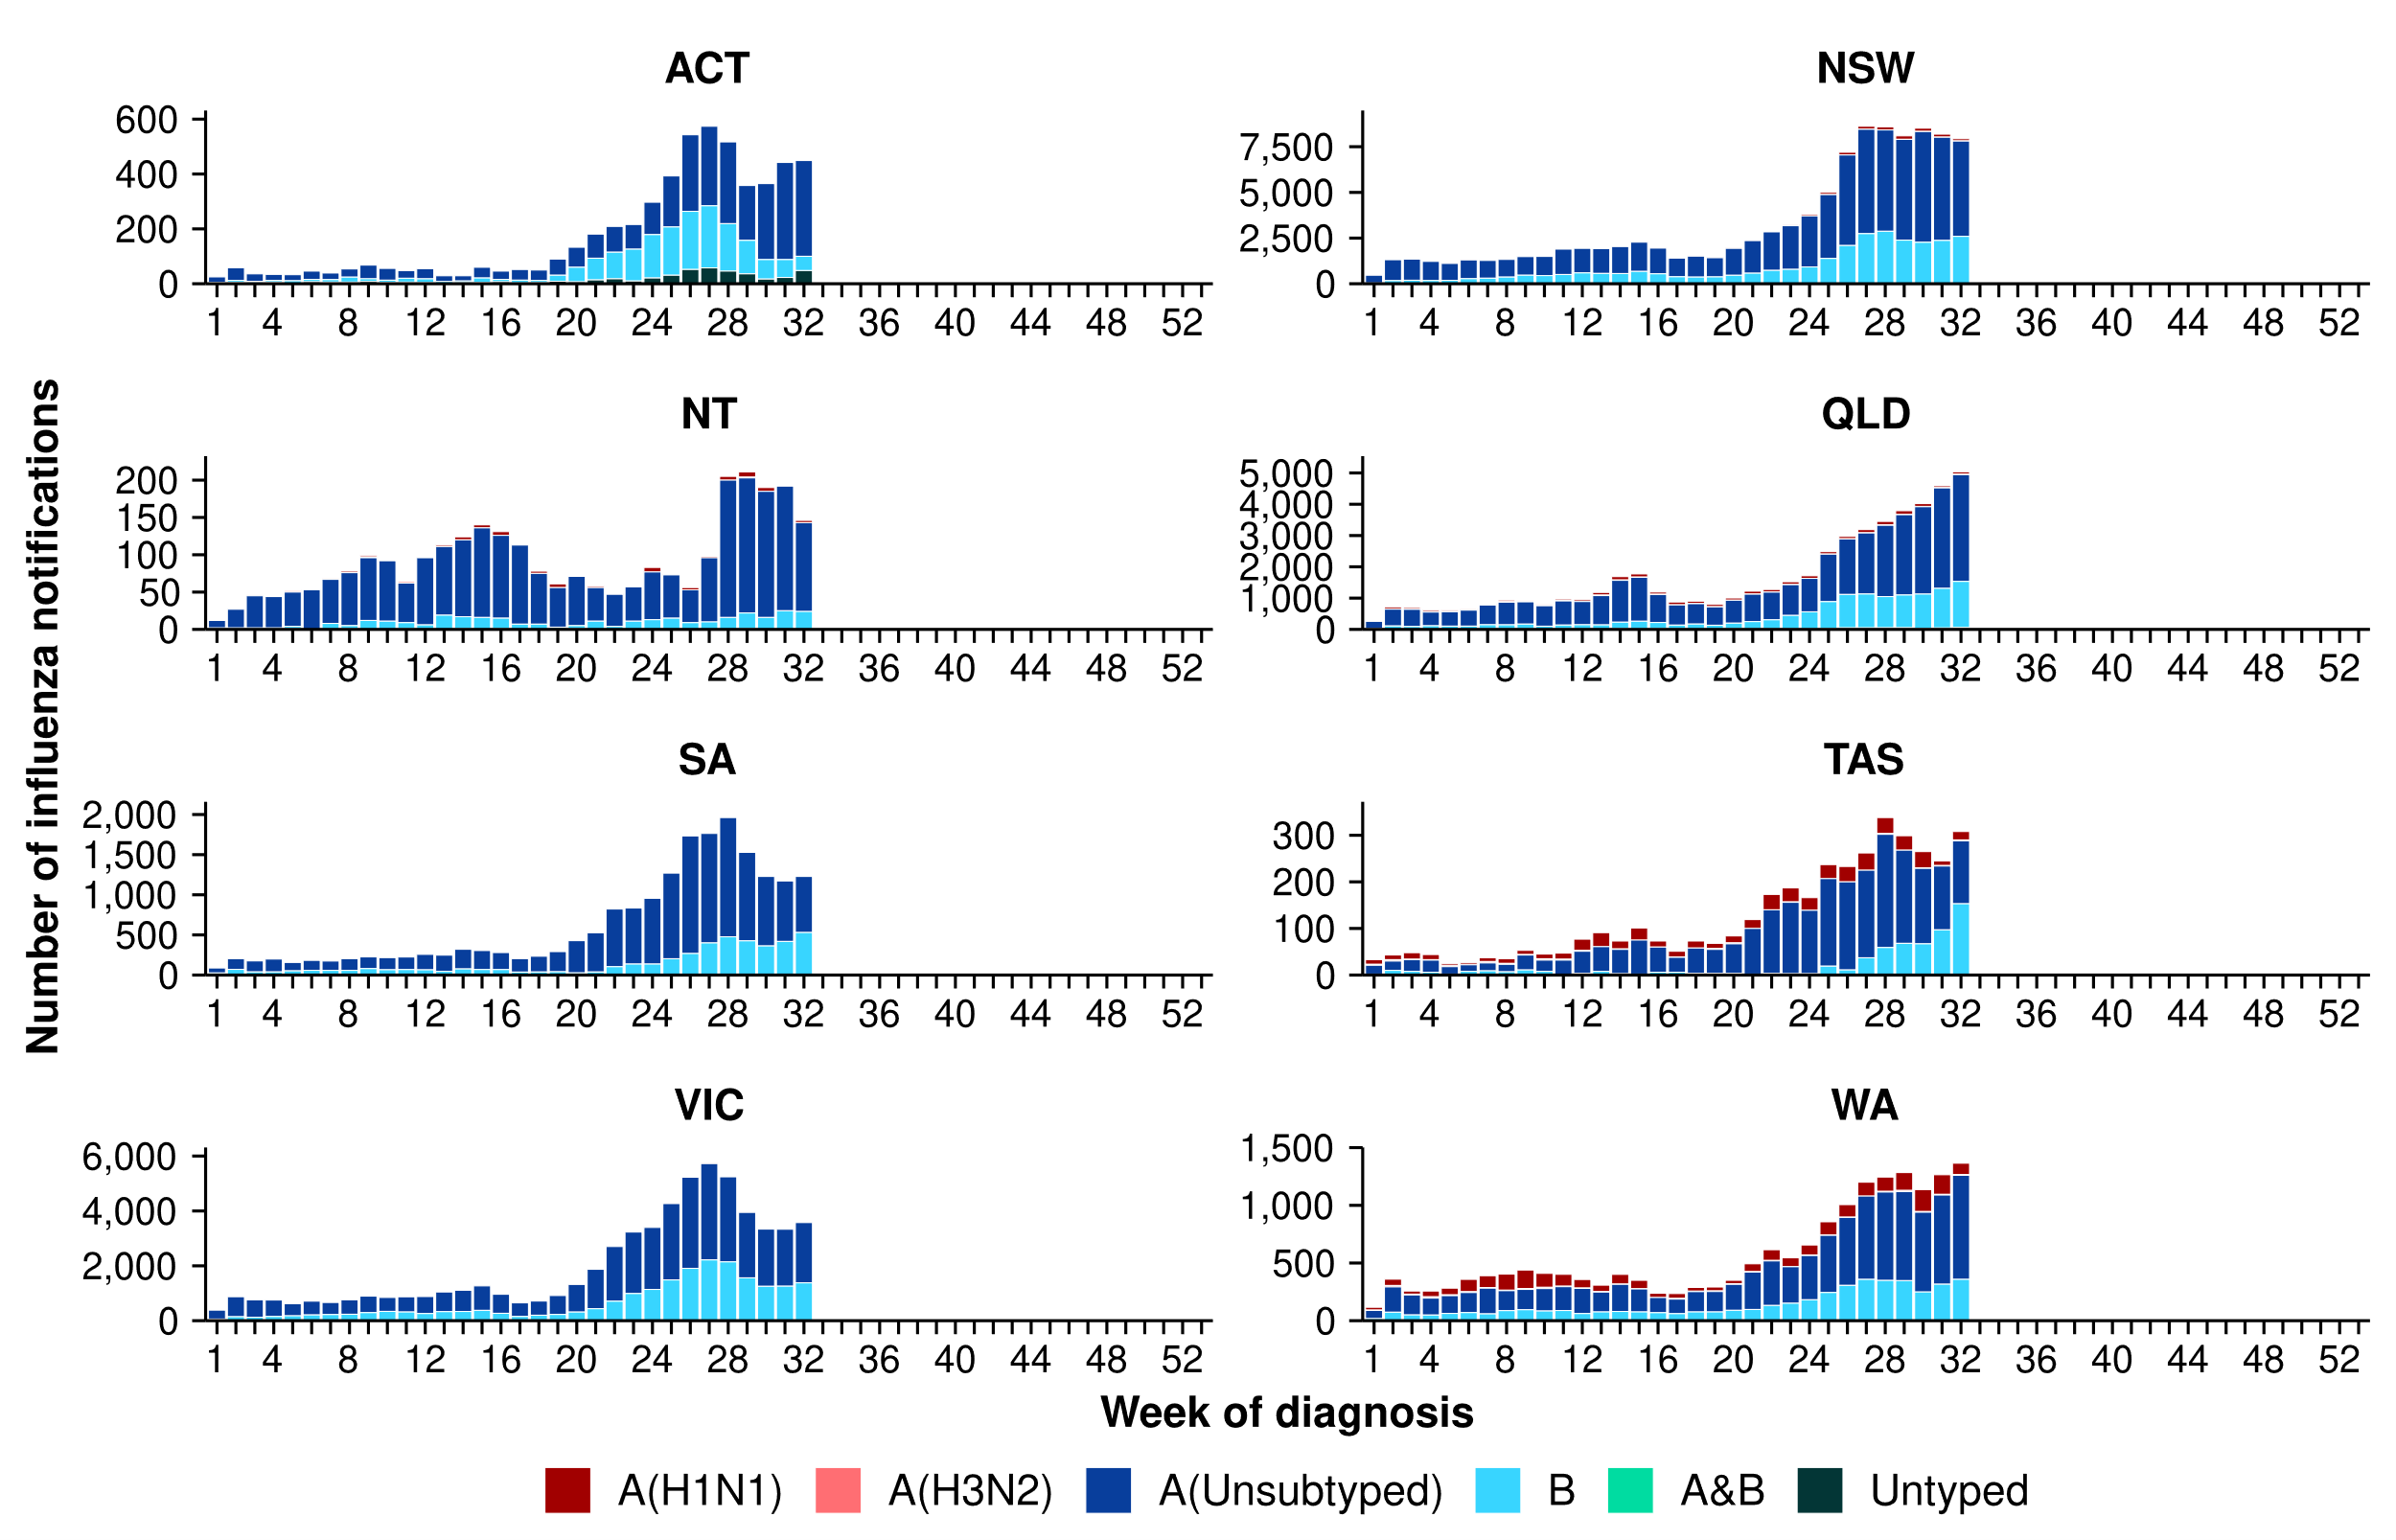 ACT
NSW
600
400
200
0
1 4 8 12 16 20 24 28 32 36 40 44 48 52
7,500
5,000
2,500
0
1 4 8 12 16 20 24 28 32 36 40 44 48 52
NT
QLD
200
150
100
50
0
1 4 8 12 16 20 24 28 32 36 40 44 48 52
5,000
4,000
3,000
2,000
1,000
0
1 4 8 12 16 20 24 28 32 36 40 44 48 52
Number of influenza notifications
SA
TAS
2,000
1,500
1,000
500
0
1 4 8 12 16 20 24 28 32 36 40 44 48 52
300
200
100
0
1 4 8 12 16 20 24 28 32 36 40 44 48 52
VIC
WA
6,000
4,000
2,000
0
1 4 8 12 16 20 24 28 32 36 40 44 48 52
1,500
1,000
500
0
1 4 8 12 16 20 24 28 32 36 40 44 48 52
Week of diagnosis
A(H1N1) A(H3N2) A(Unsubtyped) B A&B Untyped